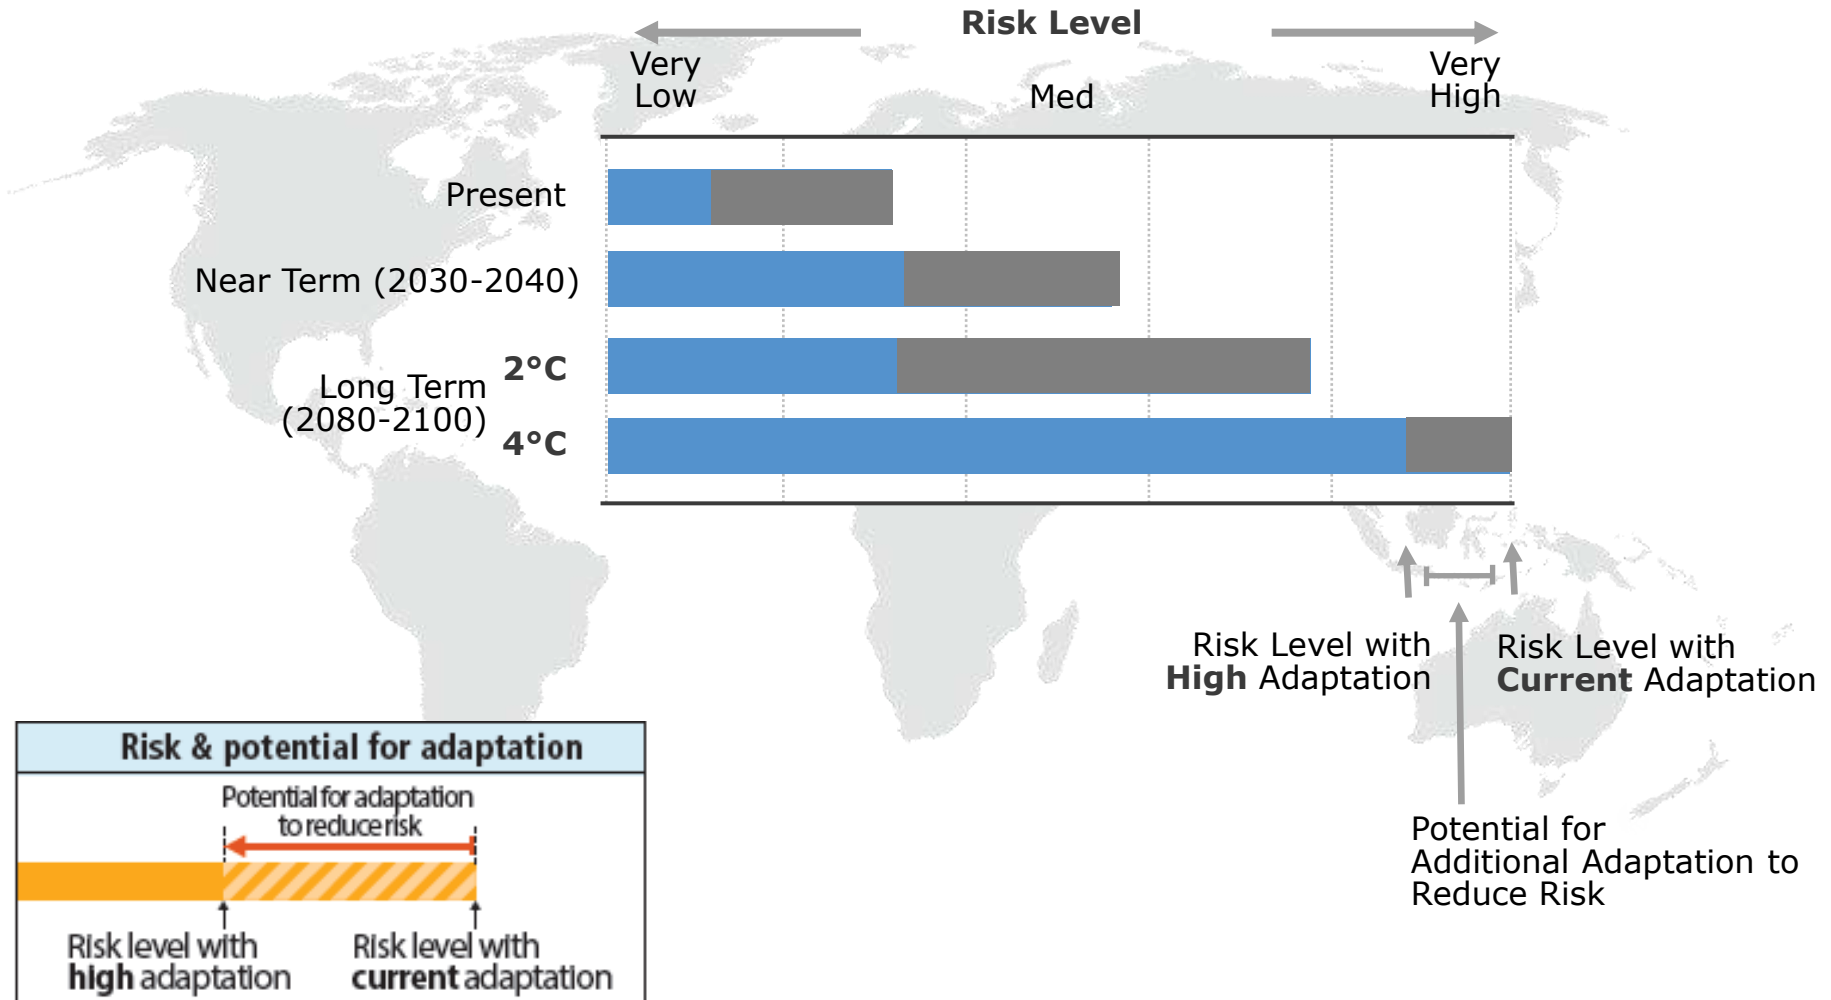 Risk Level
Very
Low
Med
Very
High
Present
Near Term (2030-2040)
Long Term
(2080-2100)
2°C
4°C
Risk Level with
High Adaptation
Risk Level with
Current Adaptation
Potential for
Additional Adaptation to
Reduce Risk
Risk & potential for adaptation
Potential for adaptation
to reduce risk
Risk level with
high adaptation
Risk level with
current adaptation